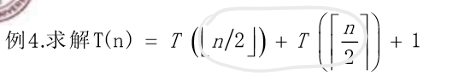 例4.求解T(n) = T(⌊n/2⌋) + T(⌈n/2⌉) + 1